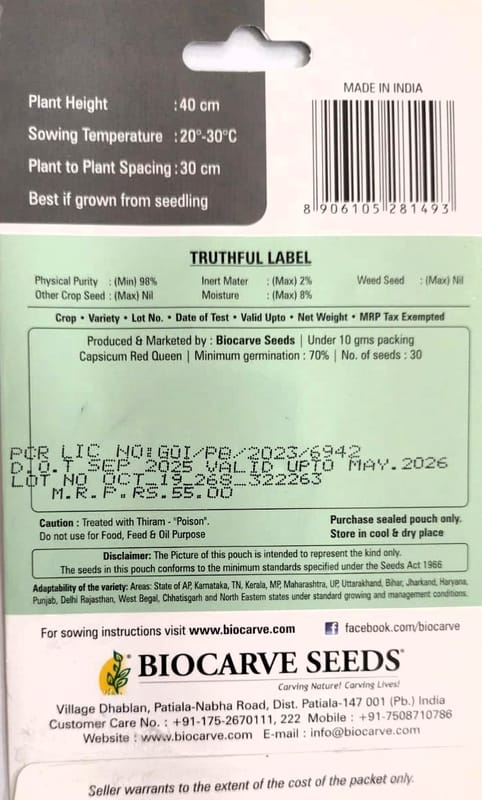 MADE IN INDIA
Plant Height : 40 cm
Sowing Temperature : 20°-30°C
Plant to Plant Spacing : 30 cm
Best if grown from seedling
8 906105 281493
TRUTHFUL LABEL
Physical Purity : (Min) 98% Inert Mater : (Max) 2% Weed Seed : (Max) Nil
Other Crop Seed : (Max) Nil Moisture : (Max) 8%
Crop • Variety • Lot No. • Date of Test • Valid Upto • Net Weight • MRP Tax Exempted
Produced & Marketed by : Biocarve Seeds | Under 10 gms packing
Capsicum Red Queen | Minimum germination : 70% | No. of seeds : 30
PCR LIC NO:GUI/PB/2023/6942
D.O.T SEP 2025 VALID UPTO MAY.2026
LOT NO OCT_19_268_322263
M.R.P.RS.55.00
Caution : Treated with Thiram - "Poison".
Do not use for Food, Feed & Oil Purpose
Purchase sealed pouch only.
Store in cool & dry place
Disclaimer: The Picture of this pouch is intended to represent the kind only.
The seeds in this pouch conforms to the minimum standards specified under the Seeds Act 1966
Adaptability of the variety: Areas: State of AP, Karnataka, TN, Kerala, MP, Maharashtra, UP, Uttarakhand, Bihar, Jharkand, Haryana,
Punjab, Delhi Rajasthan, West Begal, Chhatisgarh and North Eastern states under standard growing and management conditions.
For sowing instructions visit www.biocarve.com facebook.com/biocarve
BIOCARVE SEEDS®
Carving Nature! Carving Lives!
Village Dhablan, Patiala-Nabha Road, Dist. Patiala-147 001 (Pb.) India
Customer Care No. : +91-175-2670111, 222 Mobile : +91-7508710786
Website : www.biocarve.com E-mail : info@biocarve.com
Seller warrants to the extent of the cost of the packet only.